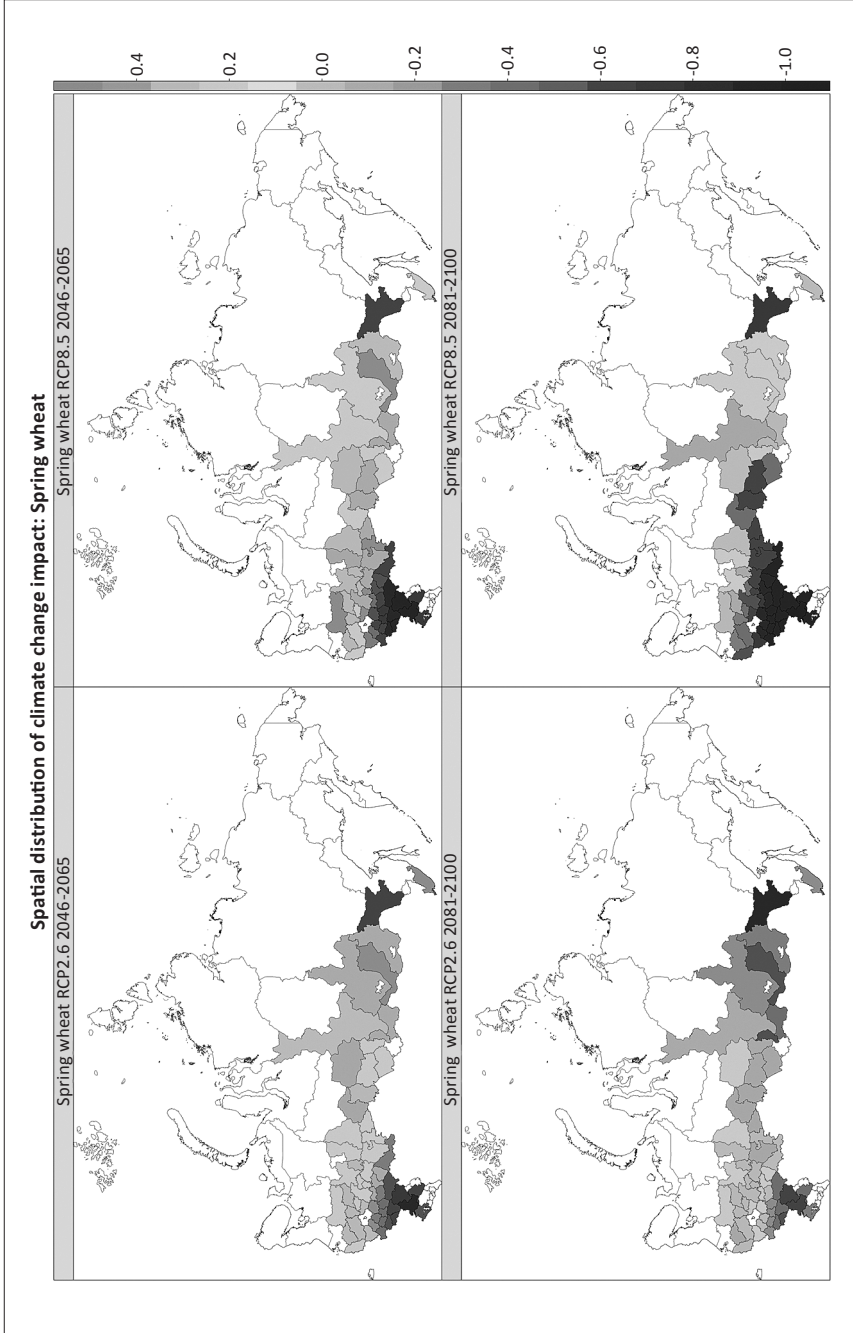 Spatial distribution of climate change impact: Spring wheat
Spring wheat RCP2.6 2046-2065
Spring wheat RCP8.5 2046-2065
Spring wheat RCP2.6 2081-2100
Spring wheat RCP8.5 2081-2100
0.4
0.2
0.0
-0.2
-0.4
-0.6
-0.8
-1.0